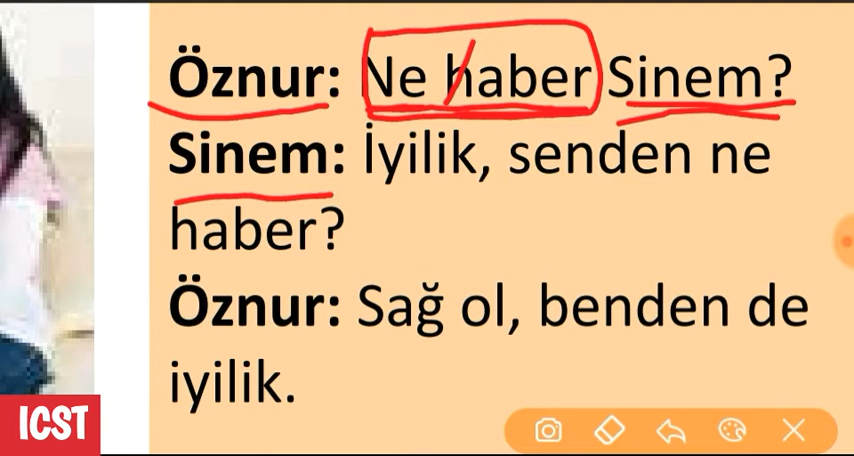 Öznur: Ne haber Sinem?
Sinem: İyilik, senden ne
haber?
Öznur: Sağ ol, benden de
iyilik.
ICST